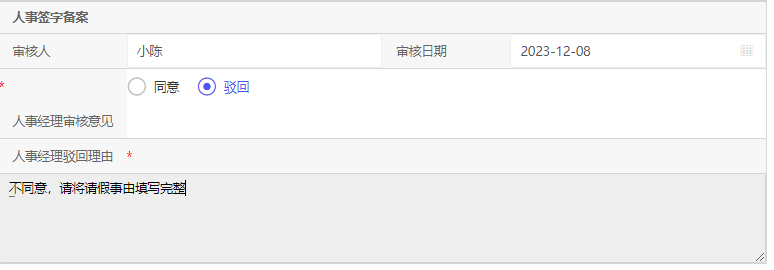 人事签字备案
审核人 小陈 审核日期 2023-12-08
* 同意 驳回
人事经理审核意见
人事经理驳回理由 *
不同意，请将请假事由填写完整